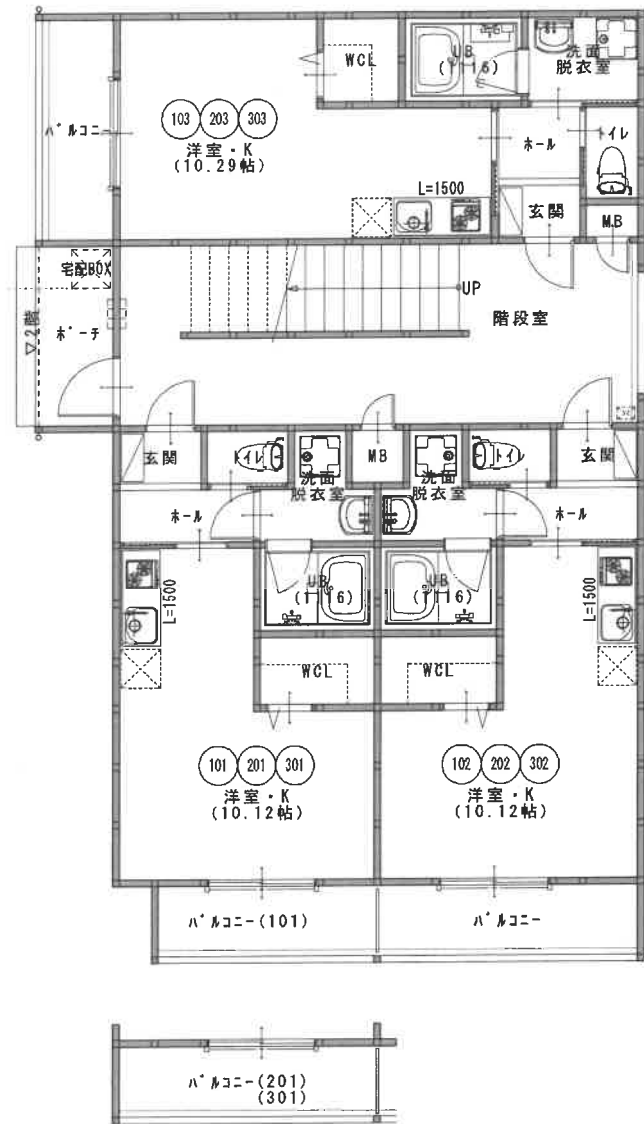 WCL
UB
(1116)
洗面
脱衣室
バルコニー
103 203 303
洋室・K
(10.29帖)
ホール
トイレ
L=1500
玄関
M.B
宅配BOX
UP
▽2階
ポーチ
階段室
玄関
トイレ
洗面
脱衣室
MB
洗面
脱衣室
トイレ
玄関
ホール
ホール
L=1500
UB
(1116)
UB
(1116)
L=1500
WCL
WCL
101 201 301
洋室・K
(10.12帖)
102 202 302
洋室・K
(10.12帖)
バルコニー(101)
バルコニー
バルコニー(201)
(301)